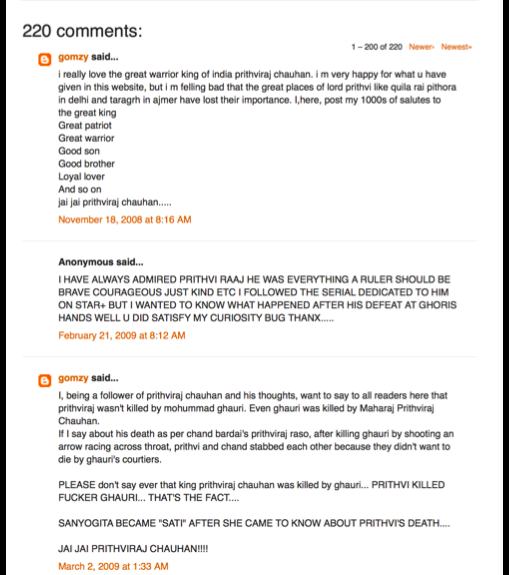 220 comments:
1 – 200 of 220 Newer› Newest»
gomzy said...
i really love the great warrior king of india prithviraj chauhan. i m very happy for what u have
given in this website, but i m felling bad that the great places of lord prithvi like quila rai pithora
in delhi and taragrh in ajmer have lost their importance. I,here, post my 1000s of salutes to
the great king
Great patriot
Great warrior
Good son
Good brother
Loyal lover
And so on
jai jai prithviraj chauhan.....
November 18, 2008 at 8:16 AM
Anonymous said...
I HAVE ALWAYS ADMIRED PRITHVI RAAJ HE WAS EVERYTHING A RULER SHOULD BE
BRAVE COURAGEOUS JUST KIND ETC I FOLLOWED THE SERIAL DEDICATED TO HIM
ON STAR+ BUT I WANTED TO KNOW WHAT HAPPENED AFTER HIS DEFEAT AT GHORIS
HANDS WELL U DID SATISFY MY CURIOSITY BUG THANX.....
February 21, 2009 at 8:12 AM
gomzy said...
I, being a follower of prithviraj chauhan and his thoughts, want to say to all readers here that
prithviraj wasn't killed by mohummad ghauri. Even ghauri was killed by Maharaj Prithviraj
Chauhan.
If I say about his death as per chand bardai's prithviraj raso, after killing ghauri by shooting an
arrow racing across throat, prithvi and chand stabbed each other because they didn't want to
die by ghauri's courtiers.
PLEASE don't say ever that king prithviraj chauhan was killed by ghauri... PRITHVI KILLED
FUCKER GHAURI... THAT'S THE FACT....
SANYOGITA BECAME "SATI" AFTER SHE CAME TO KNOW ABOUT PRITHVI'S DEATH....
JAI JAI PRITHVIRAJ CHAUHAN!!!!
March 2, 2009 at 1:33 AM